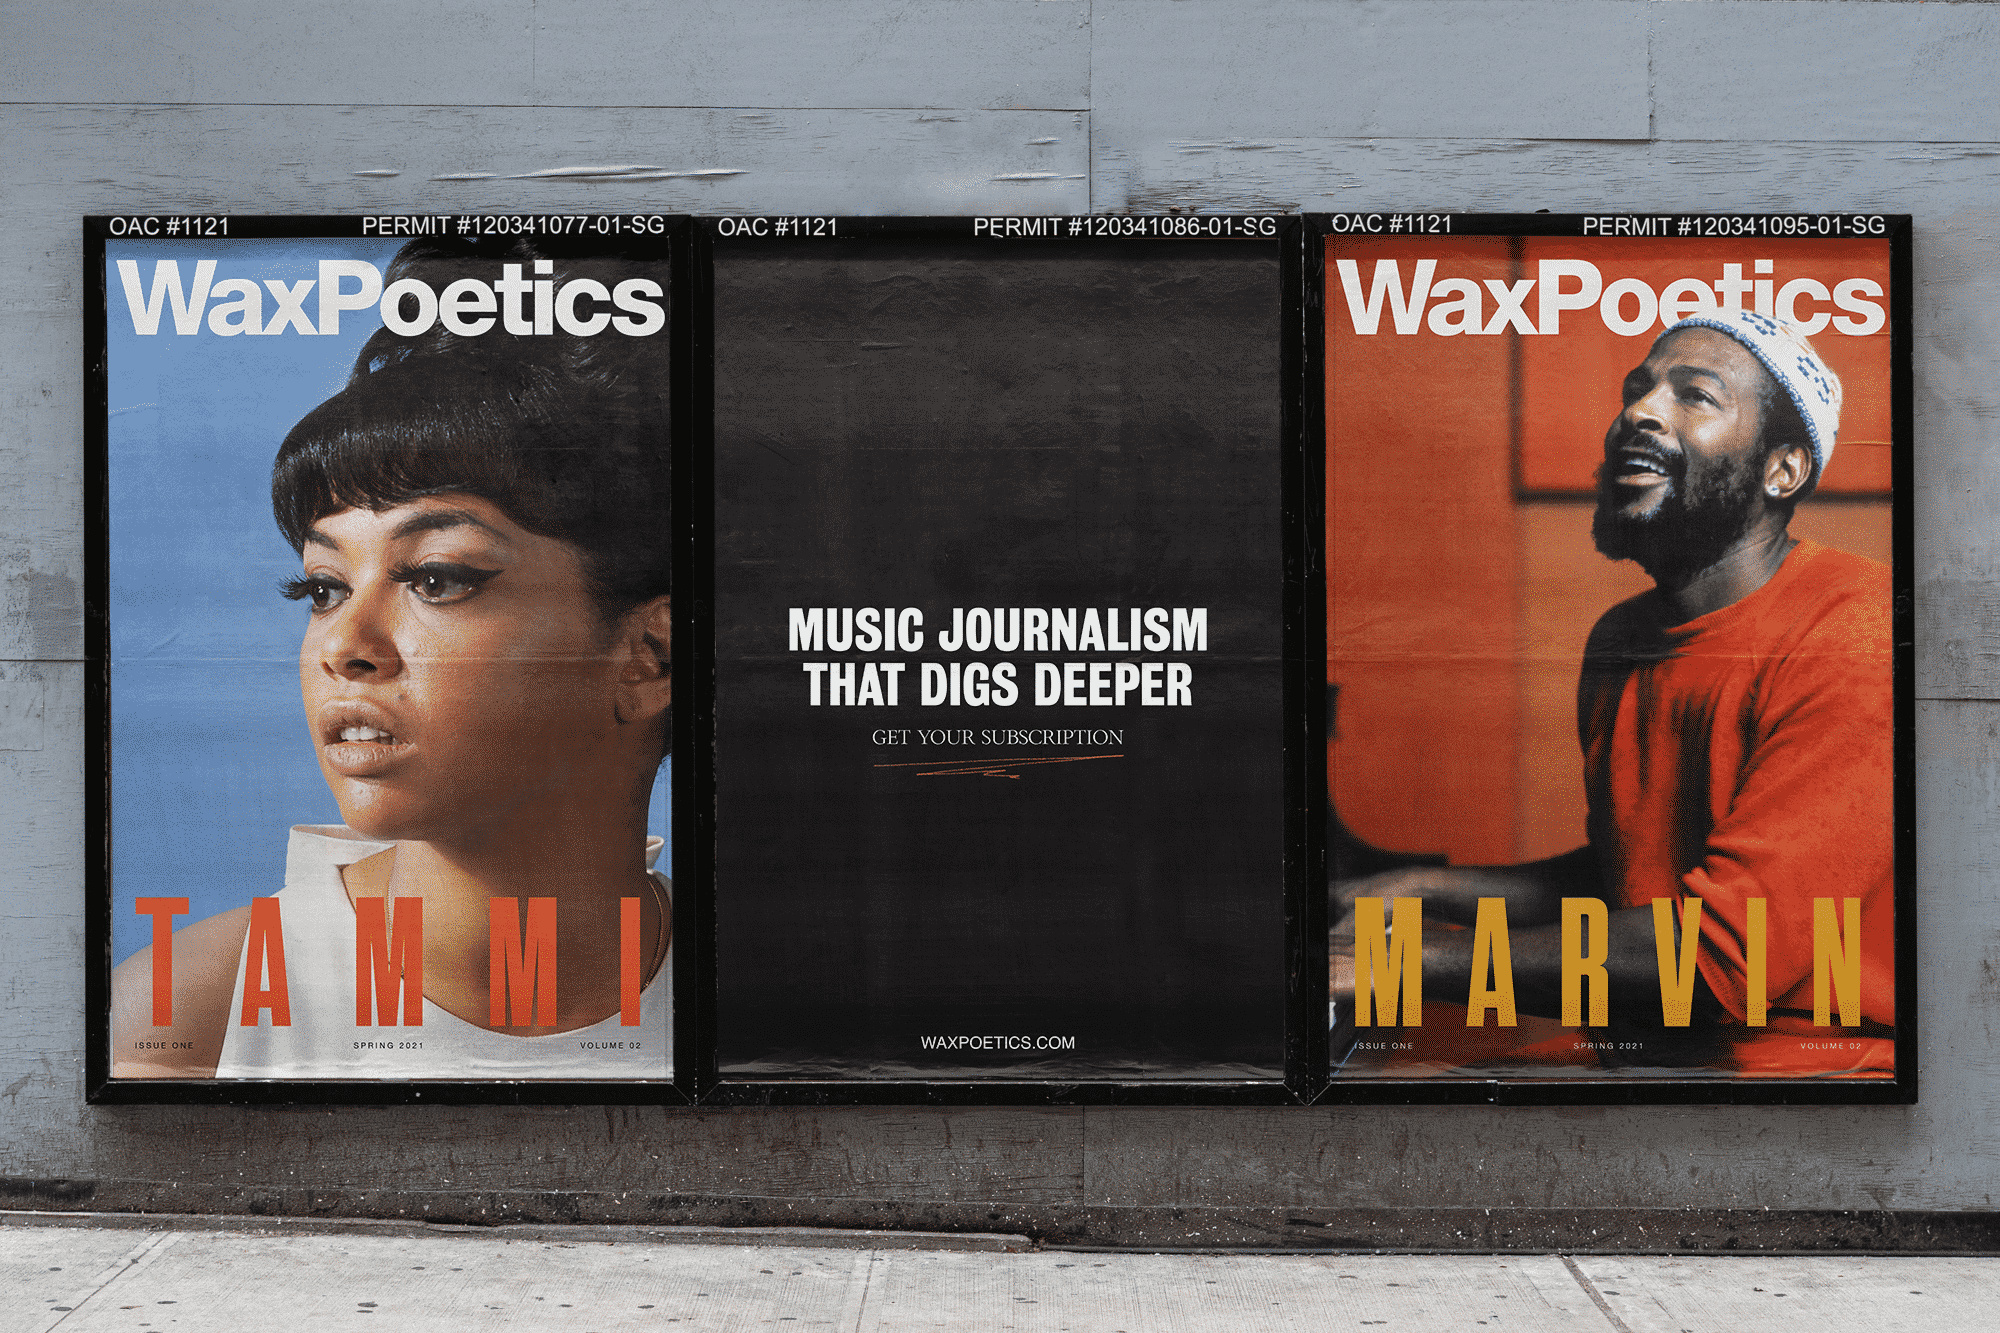 OAC #1121 PERMIT #120341077-01-SG
WaxPoetics
TAMMI
ISSUE ONE SPRING 2021 VOLUME 02
OAC #1121 PERMIT #120341086-01-SG
MUSIC JOURNALISM
THAT DIGS DEEPER
GET YOUR SUBSCRIPTION
WAXPOETICS.COM
OAC #1121 PERMIT #120341095-01-SG
WaxPoetics
MARVIN
ISSUE ONE SPRING 2021 VOLUME 02